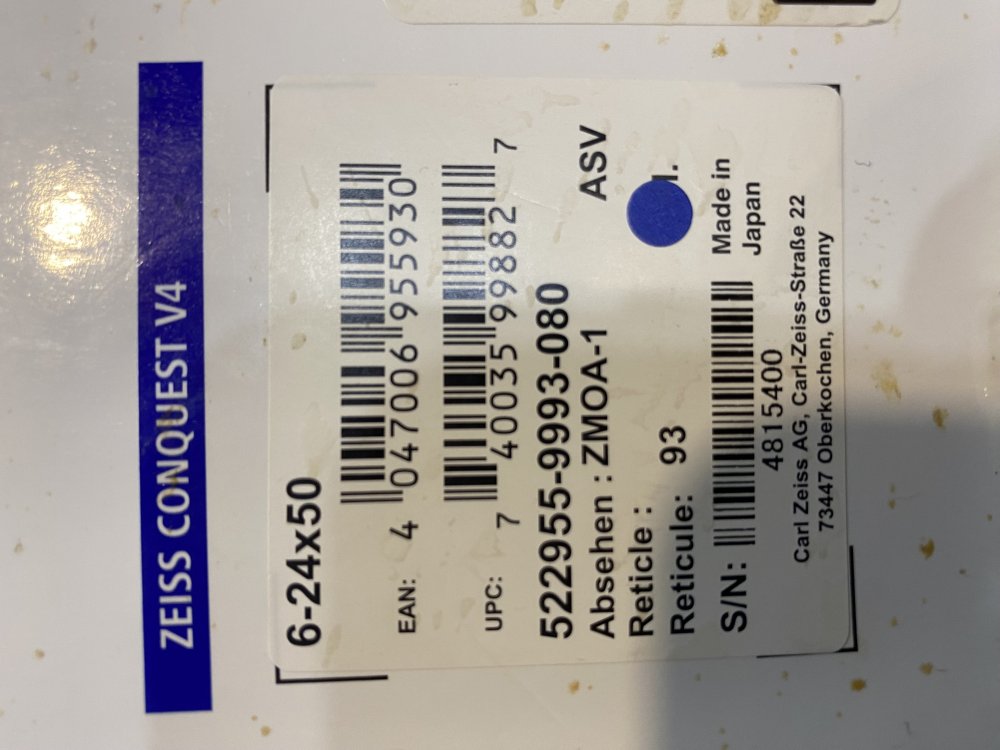 ZEISS CONQUEST V4
6-24x50
EAN: 4 047006 955930
UPC: 7 40035 99882 7
522955-9993-080
Absehen : ZMOA-1 ASV
Reticle :
Reticule: 93
S/N: 4815400 Made in
Japan
Carl Zeiss AG, Carl-Zeiss-Straße 22
73447 Oberkochen, Germany